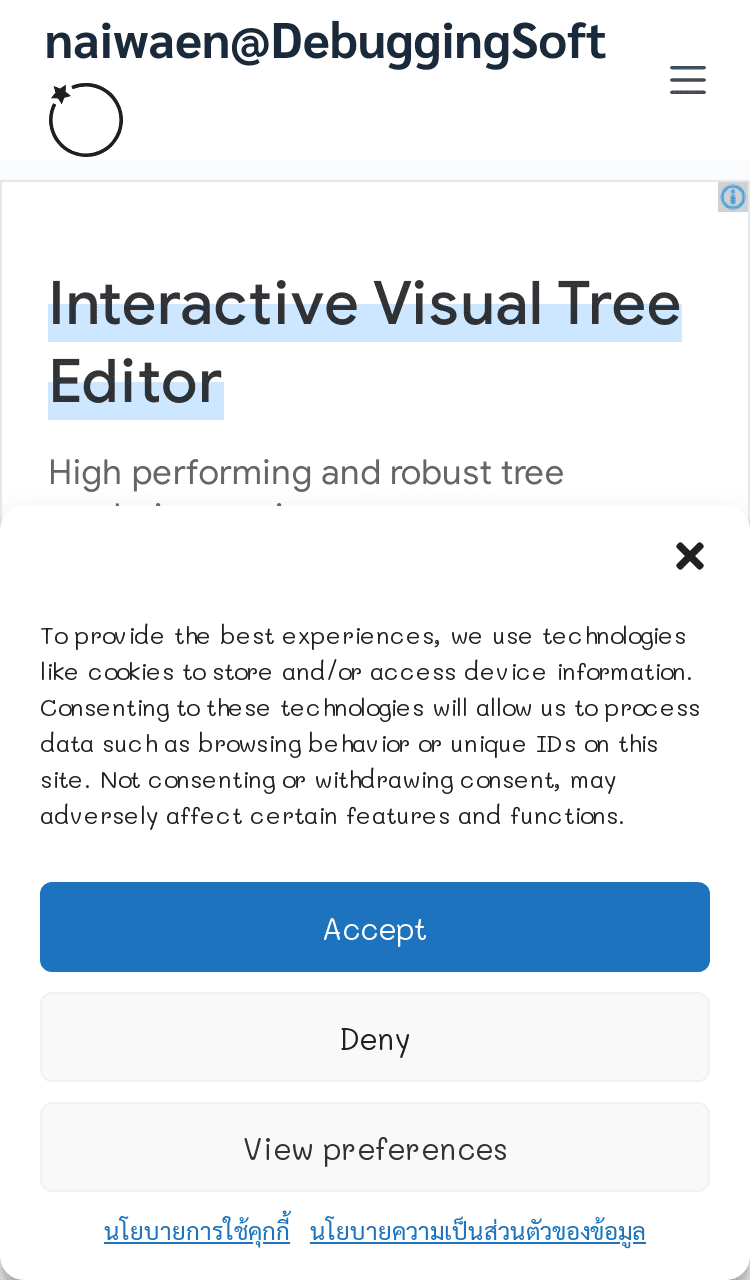 naiwaen@DebuggingSoft
Interactive Visual Tree
Editor
High performing and robust tree
To provide the best experiences, we use technologies
like cookies to store and/or access device information.
Consenting to these technologies will allow us to process
data such as browsing behavior or unique IDs on this
site. Not consenting or withdrawing consent, may
adversely affect certain features and functions.
Accept
Deny
View preferences
นโยบายการใช้คุกกี้ นโยบายความเป็นส่วนตัวของข้อมูล